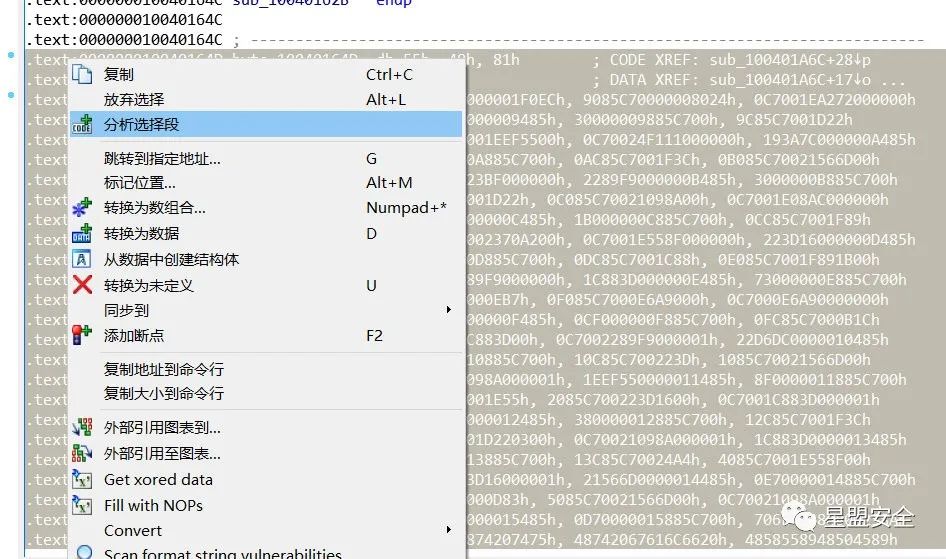 .text:000000010040164C sub_10040162B endp
.text:000000010040164C
.text:000000010040164C ; ---------------------------------------------------------------------------
.text:000000010040164D byte_10040164D db 55h, 48h, 81h ; CODE XREF: sub_100401A6C+28↓p
.text ; DATA XREF: sub_100401A6C+17↓o ...
复制 Ctrl+C
.text 000001F0ECh, 9085C70000008024h, 0C7001EA272000000h
放弃选择 Alt+L
.text 00000009485h, 30000009885C700h, 9C85C7001D22h
分析选择段
.text 001EEF5500h, 0C70024F111000000h, 193A7C000000A485h
.text 0A885C700h, 0AC85C7001F3Ch, 0B085C70021566D00h
跳转到指定地址... G
.text 23BF000000h, 2289F9000000B485h, 3000000B885C700h
标记位置... Alt+M
.text 001D22h, 0C085C70021098A00h, 0C7001E08AC000000h
转换为数组合... Numpad+*
.text 00000C485h, 1B000000C885C700h, 0CC85C7001F89h
转换为数据 D
.text 002370A200h, 0C7001E558F000000h, 223D16000000D485h
从数据中创建结构体
.text 0D885C700h, 0DC85C7001C88h, 0E085C7001F891B00h
转换为未定义 U
.text 89F9000000h, 1C883D000000E485h, 73000000E885C700h
同步到
.text 000EB7h, 0F085C7000E6A9000h, 0C7000E6A90000000h
添加断点 F2
.text 00000F485h, 0CF000000F885C700h, 0FC85C7000B1Ch
.text C883D00h, 0C7002289F9000001h, 22D6DC0000010485h
复制地址到命令行
.text 10885C700h, 10C85C700223Dh, 1085C70021566D00h
复制大小到命令行
.text 098A000001h, 1EEF550000011485h, 8F0000011885C700h
.text 01E55h, 2085C700223D1600h, 0C7001C883D000001h
外部引用图表到...
.text 000012485h, 380000012885C700h, 12C85C7001F3Ch
外部引用至图表...
.text 01D220300h, 0C70021098A000001h, 1C883D0000013485h
Get xored data
.text 13885C700h, 13C85C70024A4h, 4085C7001E558F00h
Fill with NOPs
.text 3D16000001h, 21566D0000014485h, 0E70000014885C700h
Convert
.text 000D83h, 5085C70021566D00h, 0C70021098A000001h
.text 000015485h, 0D70000015885C700h
Scan format string vulnerabilities
.text 874207475h, 48742067616C6620h, 4858558948504589h
星盟安全